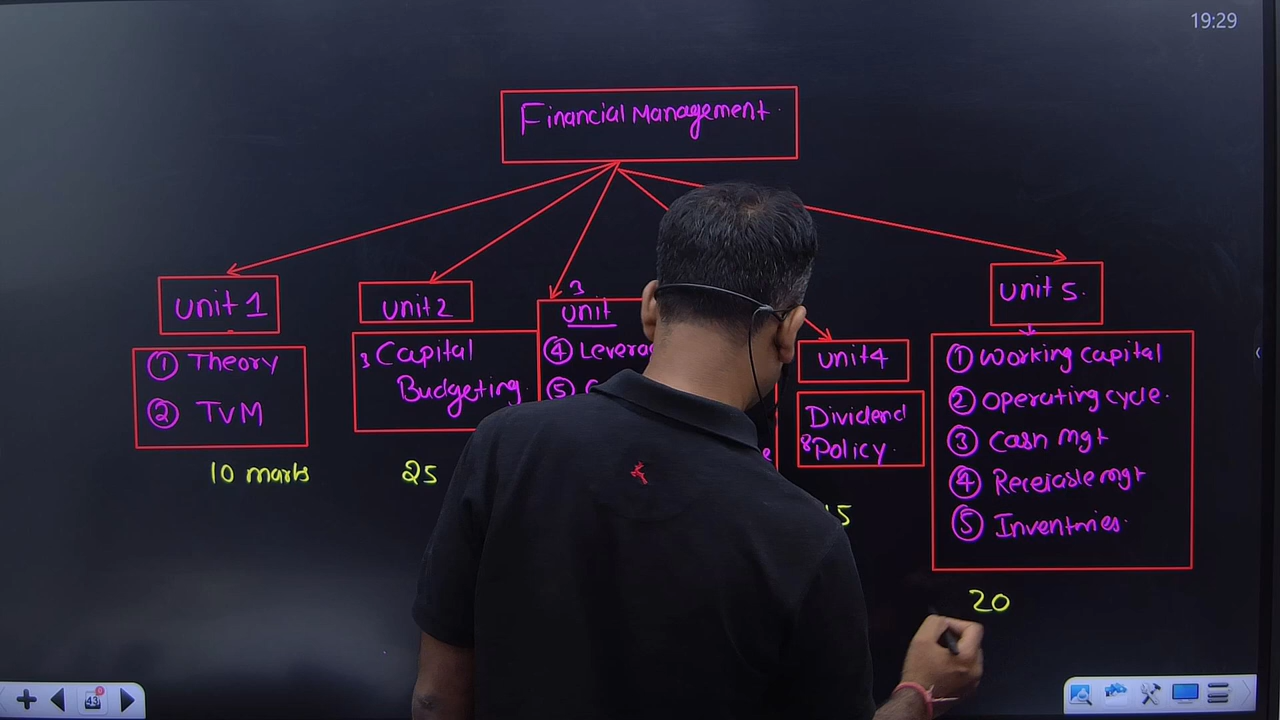 19:29
Financial Management
Unit 1
① Theory
② TVM
10 marks
Unit 2
3 Capital
Budgeting
25
3
Unit
④
⑤
Unit 4
Dividend
8 Policy
Unit 5.
① Working Capital
② Operating cycle.
③ Cash Mgt
④ Receivable mgt
⑤ Inventories.
20
43